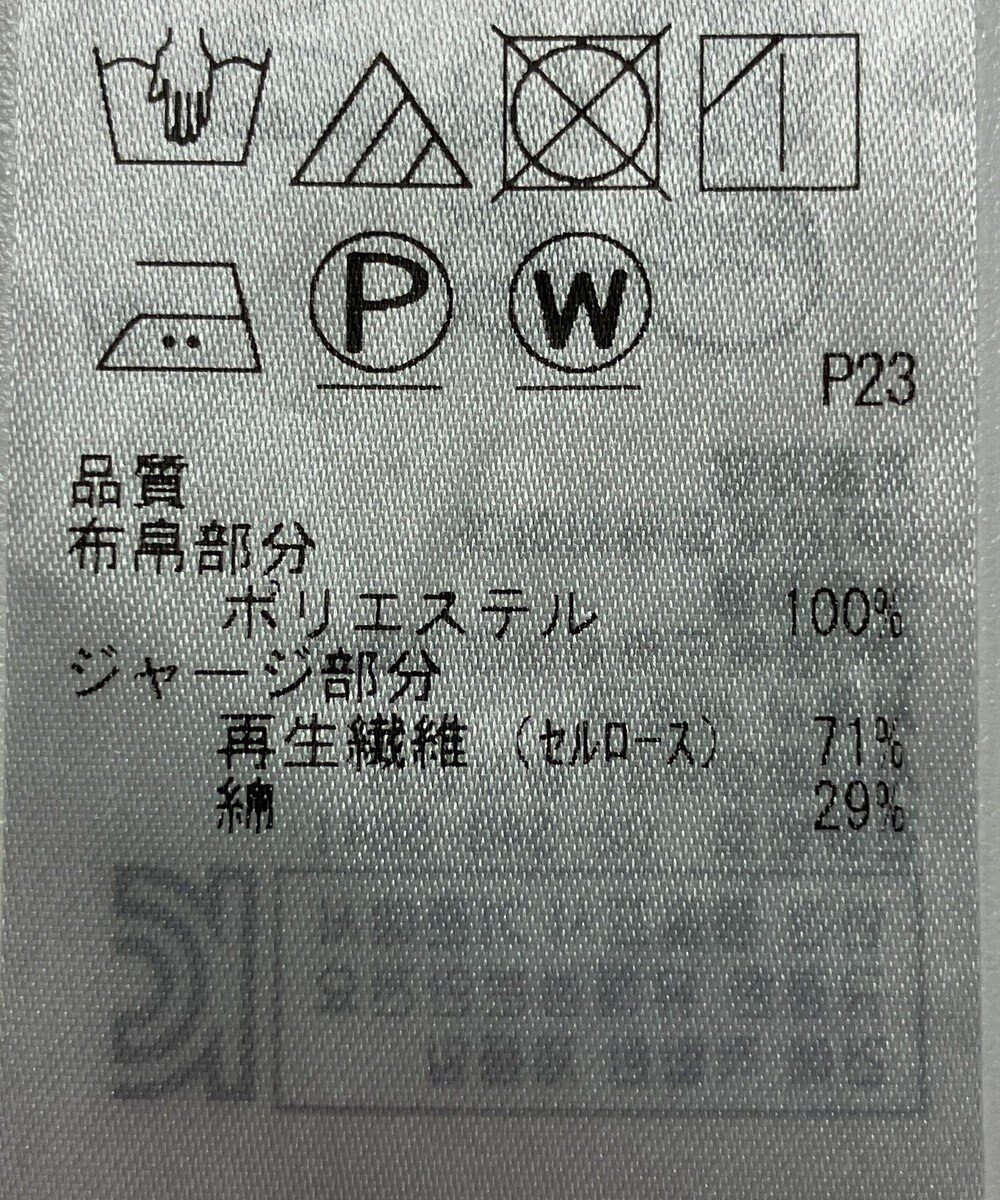 P W
P23
品質
布帛部分
ポリエステル 100%
ジャージ部分
再生繊維 (セルロース) 71%
綿 29%